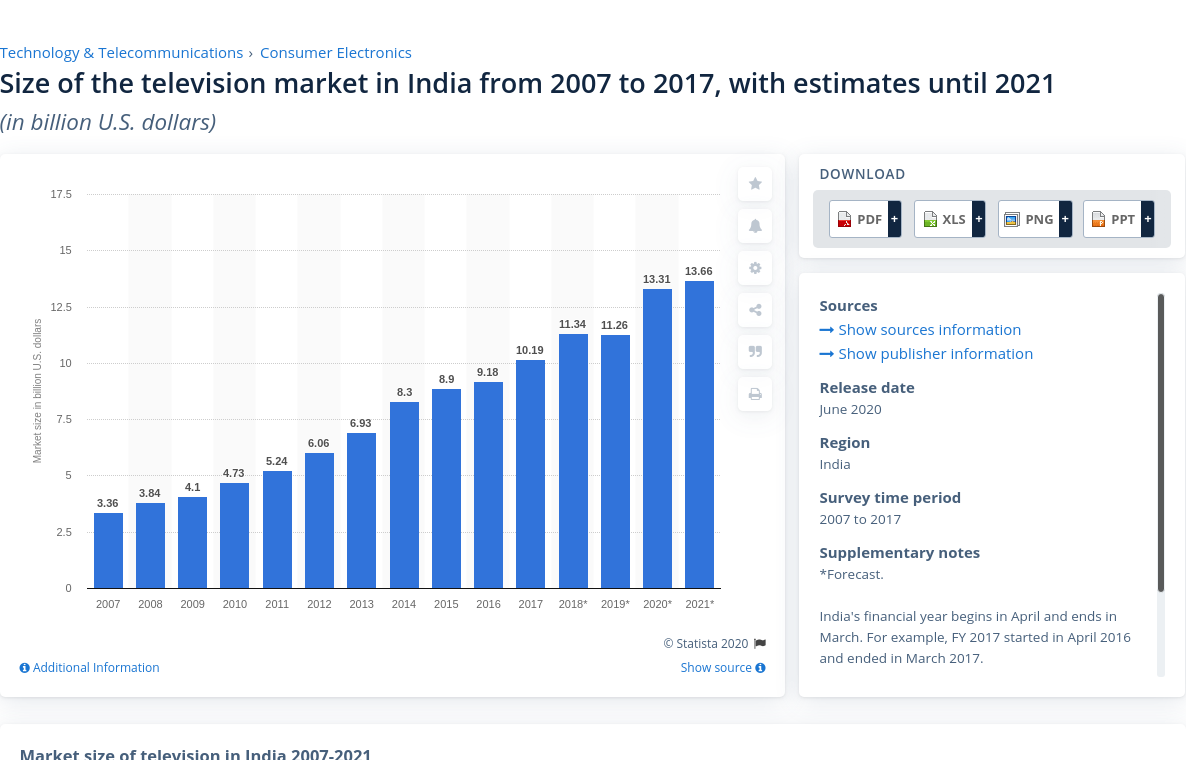 Technology & Telecommunications › Consumer Electronics
Size of the television market in India from 2007 to 2017, with estimates until 2021
(in billion U.S. dollars)
Market size in billion U.S. dollars
17.5
15
12.5
10
7.5
5
2.5
0
3.36
3.84
4.1
4.73
5.24
6.06
6.93
8.3
8.9
9.18
10.19
11.34
11.26
13.31
13.66
2007 2008 2009 2010 2011 2012 2013 2014 2015 2016 2017 2018* 2019* 2020* 2021*
© Statista 2020
Additional Information
Show source
DOWNLOAD
PDF + XLS + PNG + PPT +
Sources
Show sources information
Show publisher information
Release date
June 2020
Region
India
Survey time period
2007 to 2017
Supplementary notes
*Forecast.
India's financial year begins in April and ends in
March. For example, FY 2017 started in April 2016
and ended in March 2017.
Market size of television in India 2007-2021